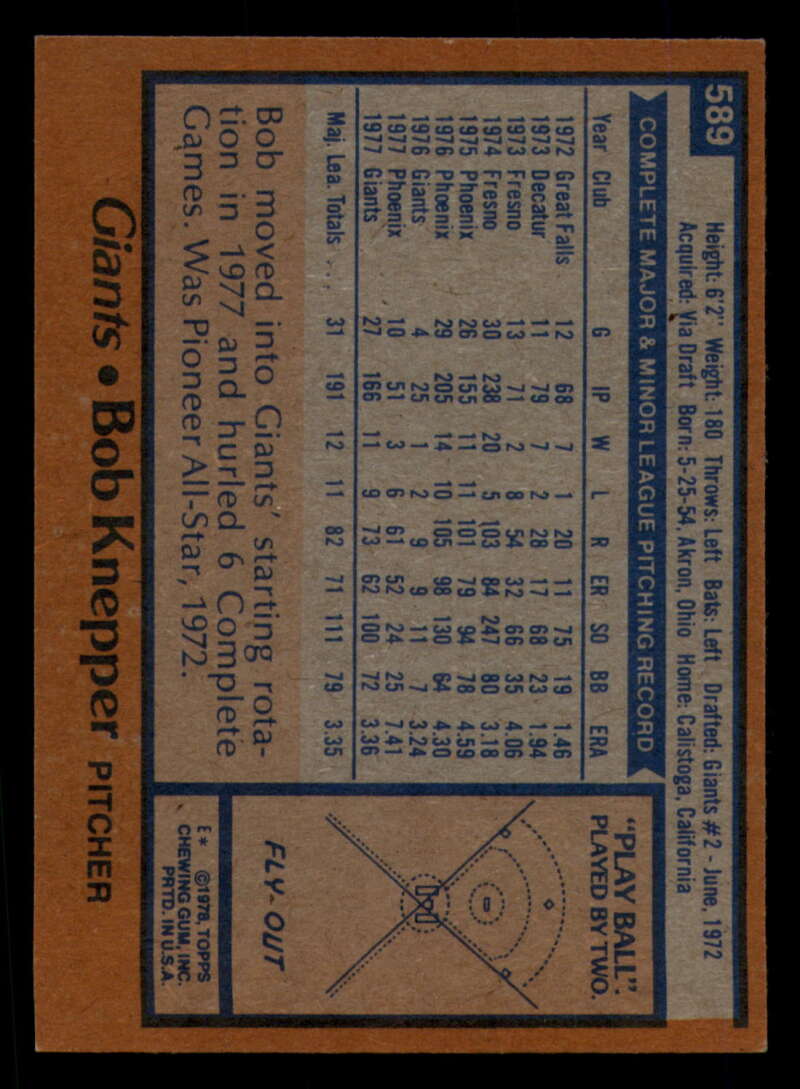 589
Height: 6'2" Weight: 180 Throws: Left Bats: Left Drafted: Giants #2 - June, 1972
Acquired: Via Draft Born: 5-25-54, Akron, Ohio Home: Calistoga, California
COMPLETE MAJOR & MINOR LEAGUE PITCHING RECORD
Year Club G IP W L R ER SO BB ERA
1972 Great Falls 12 68 7 1 20 11 75 19 1.46
1973 Decatur 11 79 7 2 28 17 68 23 1.94
1973 Fresno 13 71 2 8 54 32 66 35 4.06
1974 Fresno 30 238 20 5 103 84 247 80 3.18
1975 Phoenix 26 155 11 11 101 79 94 78 4.59
1976 Phoenix 29 205 14 10 105 98 130 64 4.30
1976 Giants 4 25 1 2 9 9 11 7 3.24
1977 Phoenix 10 51 3 6 61 52 24 25 7.41
1977 Giants 27 166 11 9 73 62 100 72 3.36
Maj. Lea. Totals .... 31 191 12 11 82 71 111 79 3.35
Bob moved into Giants' starting rota-
tion in 1977 and hurled 6 Complete
Games. Was Pioneer All-Star, 1972.
"PLAY BALL":
PLAYED BY TWO.
FLY-OUT
E* ©1978, TOPPS
CHEWING GUM, INC.
PRTD. IN U.S.A.
Giants • Bob Knepper PITCHER